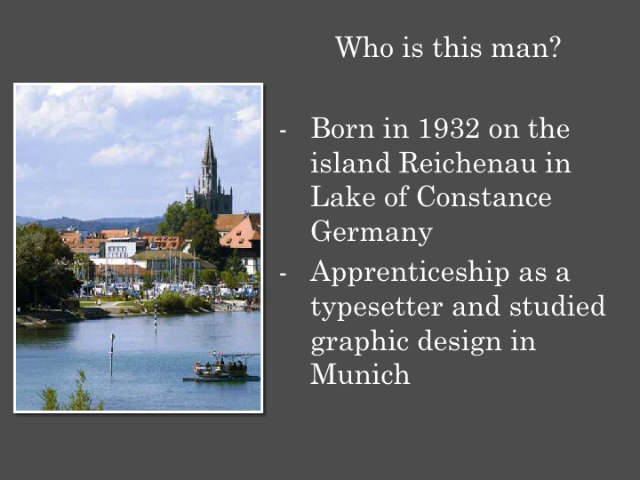 Who is this man?
- Born in 1932 on the
island Reichenau in
Lake of Constance
Germany
- Apprenticeship as a
typesetter and studied
graphic design in
Munich